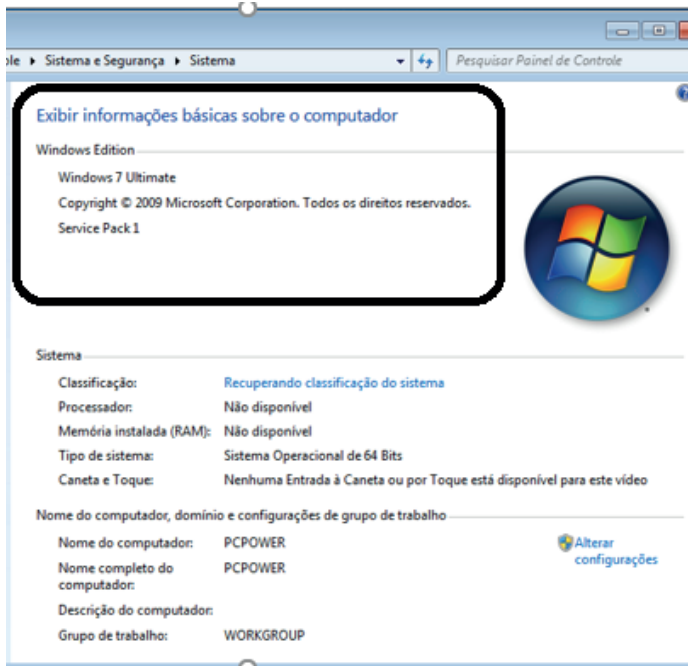 ole ▸ Sistema e Segurança ▸ Sistema
Pesquisar Painel de Controle
Exibir informações básicas sobre o computador
Windows Edition
Windows 7 Ultimate
Copyright © 2009 Microsoft Corporation. Todos os direitos reservados.
Service Pack 1
Sistema
Classificação: Recuperando classificação do sistema
Processador: Não disponível
Memória instalada (RAM): Não disponível
Tipo de sistema: Sistema Operacional de 64 Bits
Caneta e Toque: Nenhuma Entrada à Caneta ou por Toque está disponível para este vídeo
Nome do computador, domínio e configurações de grupo de trabalho
Nome do computador: PCPOWER
Alterar
configurações
Nome completo do PCPOWER
computador:
Descrição do computador:
Grupo de trabalho: WORKGROUP